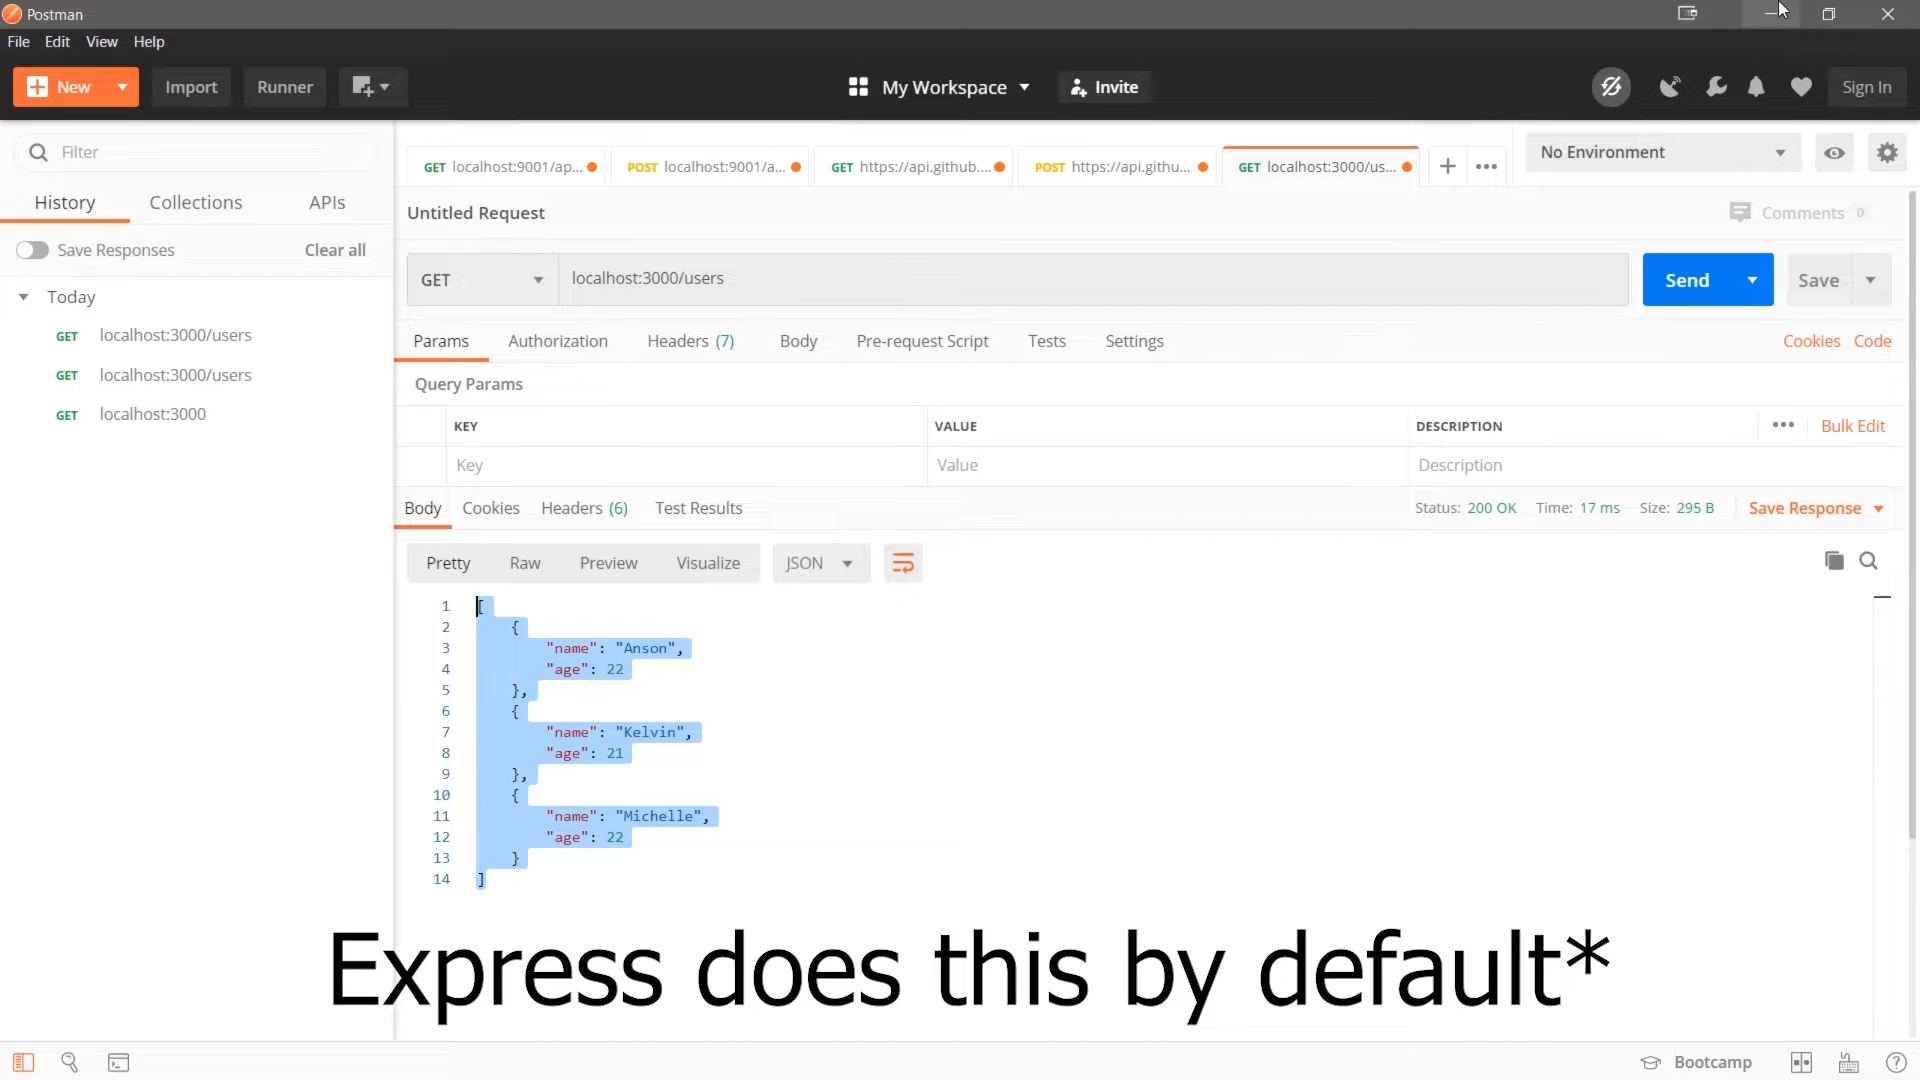 Postman
File Edit View Help
New Import Runner My Workspace Invite Sign In
Filter
History Collections APIs
Save Responses Clear all
Today
GET localhost:3000/users
GET localhost:3000/users
GET localhost:3000
GET localhost:9001/ap... POST localhost:9001/a... GET https://api.github.... POST https://api.githu... GET localhost:3000/us... No Environment
Untitled Request Comments 0
GET localhost:3000/users Send Save
Params Authorization Headers (7) Body Pre-request Script Tests Settings Cookies Code
Query Params
KEY VALUE DESCRIPTION Bulk Edit
Key Value Description
Body Cookies Headers (6) Test Results Status: 200 OK Time: 17 ms Size: 295 B Save Response
Pretty Raw Preview Visualize JSON
1 [
2 {
3 "name": "Anson",
4 "age": 22
5 },
6 {
7 "name": "Kelvin",
8 "age": 21
9 },
10 {
11 "name": "Michelle",
12 "age": 22
13 }
14 ]
Express does this by default*
Bootcamp